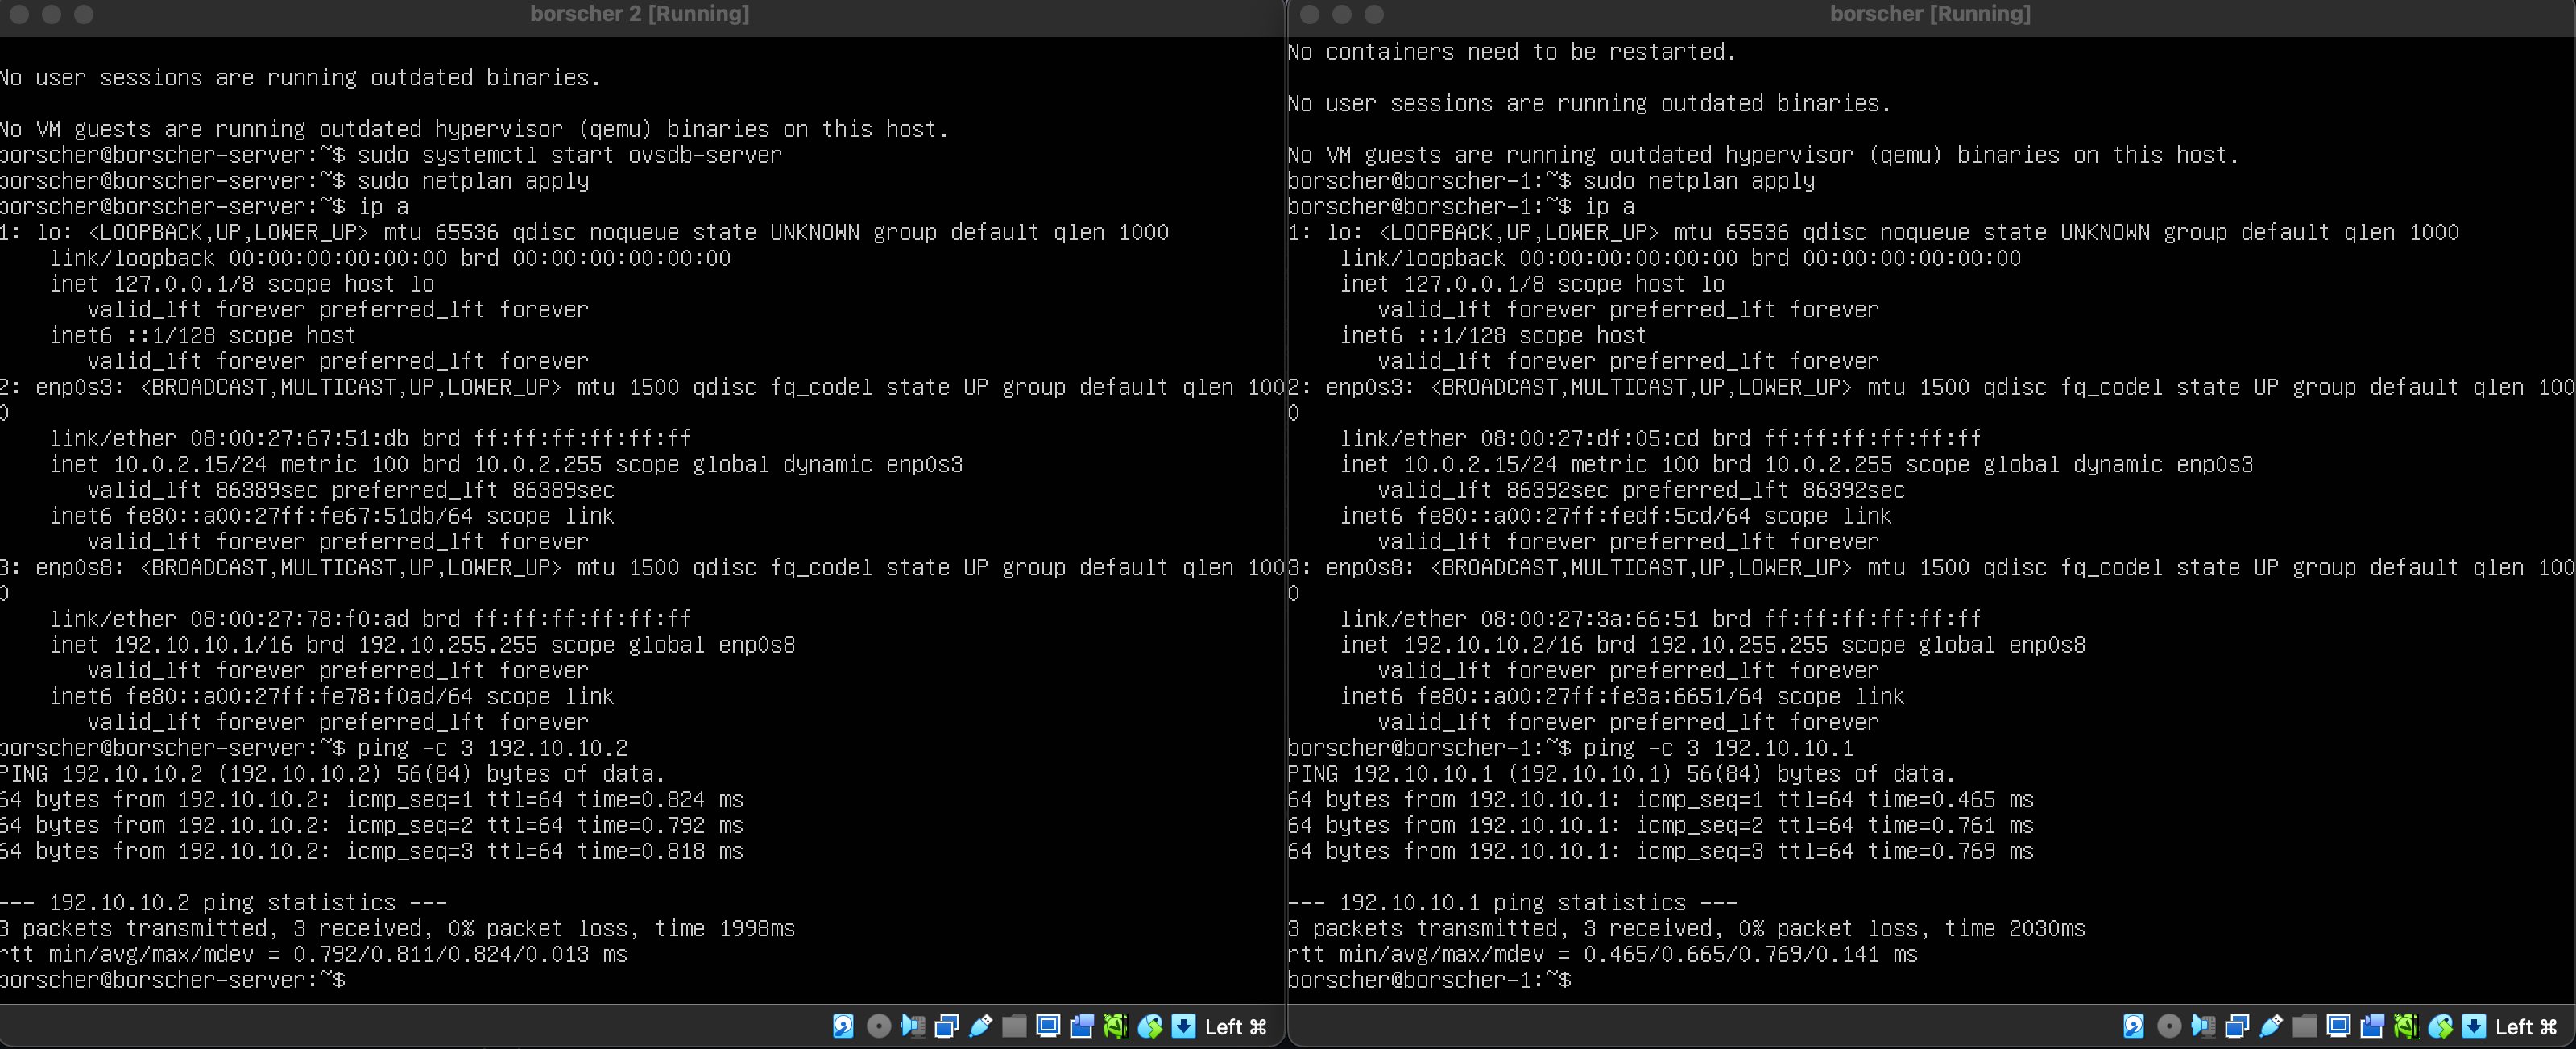 borscher 2 [Running]
No user sessions are running outdated binaries.
No VM guests are running outdated hypervisor (qemu) binaries on this host.
borscher@borscher-server:~$ sudo systemctl start ovsdb-server
borscher@borscher-server:~$ sudo netplan apply
borscher@borscher-server:~$ ip a
1: lo: <LOOPBACK,UP,LOWER_UP> mtu 65536 qdisc noqueue state UNKNOWN group default qlen 1000
    link/loopback 00:00:00:00:00:00 brd 00:00:00:00:00:00
    inet 127.0.0.1/8 scope host lo
       valid_lft forever preferred_lft forever
    inet6 ::1/128 scope host
       valid_lft forever preferred_lft forever
2: enp0s3: <BROADCAST,MULTICAST,UP,LOWER_UP> mtu 1500 qdisc fq_codel state UP group default qlen 100
0
    link/ether 08:00:27:67:51:db brd ff:ff:ff:ff:ff:ff
    inet 10.0.2.15/24 metric 100 brd 10.0.2.255 scope global dynamic enp0s3
       valid_lft 86389sec preferred_lft 86389sec
    inet6 fe80::a00:27ff:fe67:51db/64 scope link
       valid_lft forever preferred_lft forever
3: enp0s8: <BROADCAST,MULTICAST,UP,LOWER_UP> mtu 1500 qdisc fq_codel state UP group default qlen 100
0
    link/ether 08:00:27:78:f0:ad brd ff:ff:ff:ff:ff:ff
    inet 192.10.10.1/16 brd 192.10.255.255 scope global enp0s8
       valid_lft forever preferred_lft forever
    inet6 fe80::a00:27ff:fe78:f0ad/64 scope link
       valid_lft forever preferred_lft forever
borscher@borscher-server:~$ ping -c 3 192.10.10.2
PING 192.10.10.2 (192.10.10.2) 56(84) bytes of data.
64 bytes from 192.10.10.2: icmp_seq=1 ttl=64 time=0.824 ms
64 bytes from 192.10.10.2: icmp_seq=2 ttl=64 time=0.792 ms
64 bytes from 192.10.10.2: icmp_seq=3 ttl=64 time=0.818 ms
--- 192.10.10.2 ping statistics ---
3 packets transmitted, 3 received, 0% packet loss, time 1998ms
rtt min/avg/max/mdev = 0.792/0.811/0.824/0.013 ms
borscher@borscher-server:~$
Left ⌘
borscher [Running]
No containers need to be restarted.
No user sessions are running outdated binaries.
No VM guests are running outdated hypervisor (qemu) binaries on this host.
borscher@borscher-1:~$ sudo netplan apply
borscher@borscher-1:~$ ip a
1: lo: <LOOPBACK,UP,LOWER_UP> mtu 65536 qdisc noqueue state UNKNOWN group default qlen 1000
    link/loopback 00:00:00:00:00:00 brd 00:00:00:00:00:00
    inet 127.0.0.1/8 scope host lo
       valid_lft forever preferred_lft forever
    inet6 ::1/128 scope host
       valid_lft forever preferred_lft forever
2: enp0s3: <BROADCAST,MULTICAST,UP,LOWER_UP> mtu 1500 qdisc fq_codel state UP group default qlen 100
0
    link/ether 08:00:27:df:05:cd brd ff:ff:ff:ff:ff:ff
    inet 10.0.2.15/24 metric 100 brd 10.0.2.255 scope global dynamic enp0s3
       valid_lft 86392sec preferred_lft 86392sec
    inet6 fe80::a00:27ff:fedf:5cd/64 scope link
       valid_lft forever preferred_lft forever
3: enp0s8: <BROADCAST,MULTICAST,UP,LOWER_UP> mtu 1500 qdisc fq_codel state UP group default qlen 100
0
    link/ether 08:00:27:3a:66:51 brd ff:ff:ff:ff:ff:ff
    inet 192.10.10.2/16 brd 192.10.255.255 scope global enp0s8
       valid_lft forever preferred_lft forever
    inet6 fe80::a00:27ff:fe3a:6651/64 scope link
       valid_lft forever preferred_lft forever
borscher@borscher-1:~$ ping -c 3 192.10.10.1
PING 192.10.10.1 (192.10.10.1) 56(84) bytes of data.
64 bytes from 192.10.10.1: icmp_seq=1 ttl=64 time=0.465 ms
64 bytes from 192.10.10.1: icmp_seq=2 ttl=64 time=0.761 ms
64 bytes from 192.10.10.1: icmp_seq=3 ttl=64 time=0.769 ms
--- 192.10.10.1 ping statistics ---
3 packets transmitted, 3 received, 0% packet loss, time 2030ms
rtt min/avg/max/mdev = 0.465/0.665/0.769/0.141 ms
borscher@borscher-1:~$
Left ⌘